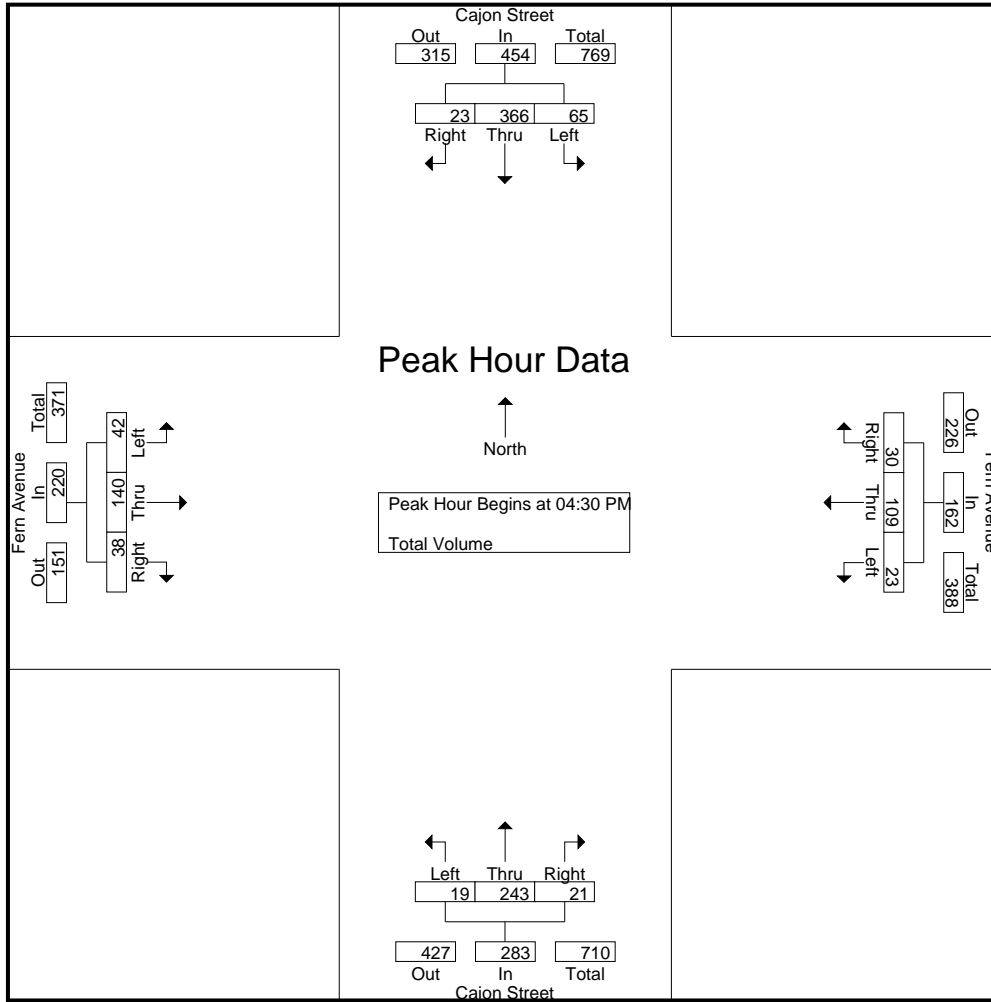 Cajon Street
Out In Total
315 454 769
23 366 65
Right Thru Left
Peak Hour Data
North
Peak Hour Begins at 04:30 PM
Total Volume
Fern Avenue
Out In Total
151 220 371
38 140 42
Right Thru Left
Fern Avenue
Out In Total
226 162 388
30 109 23
Right Thru Left
Left Thru Right
19 243 21
427 283 710
Out In Total
Cajon Street